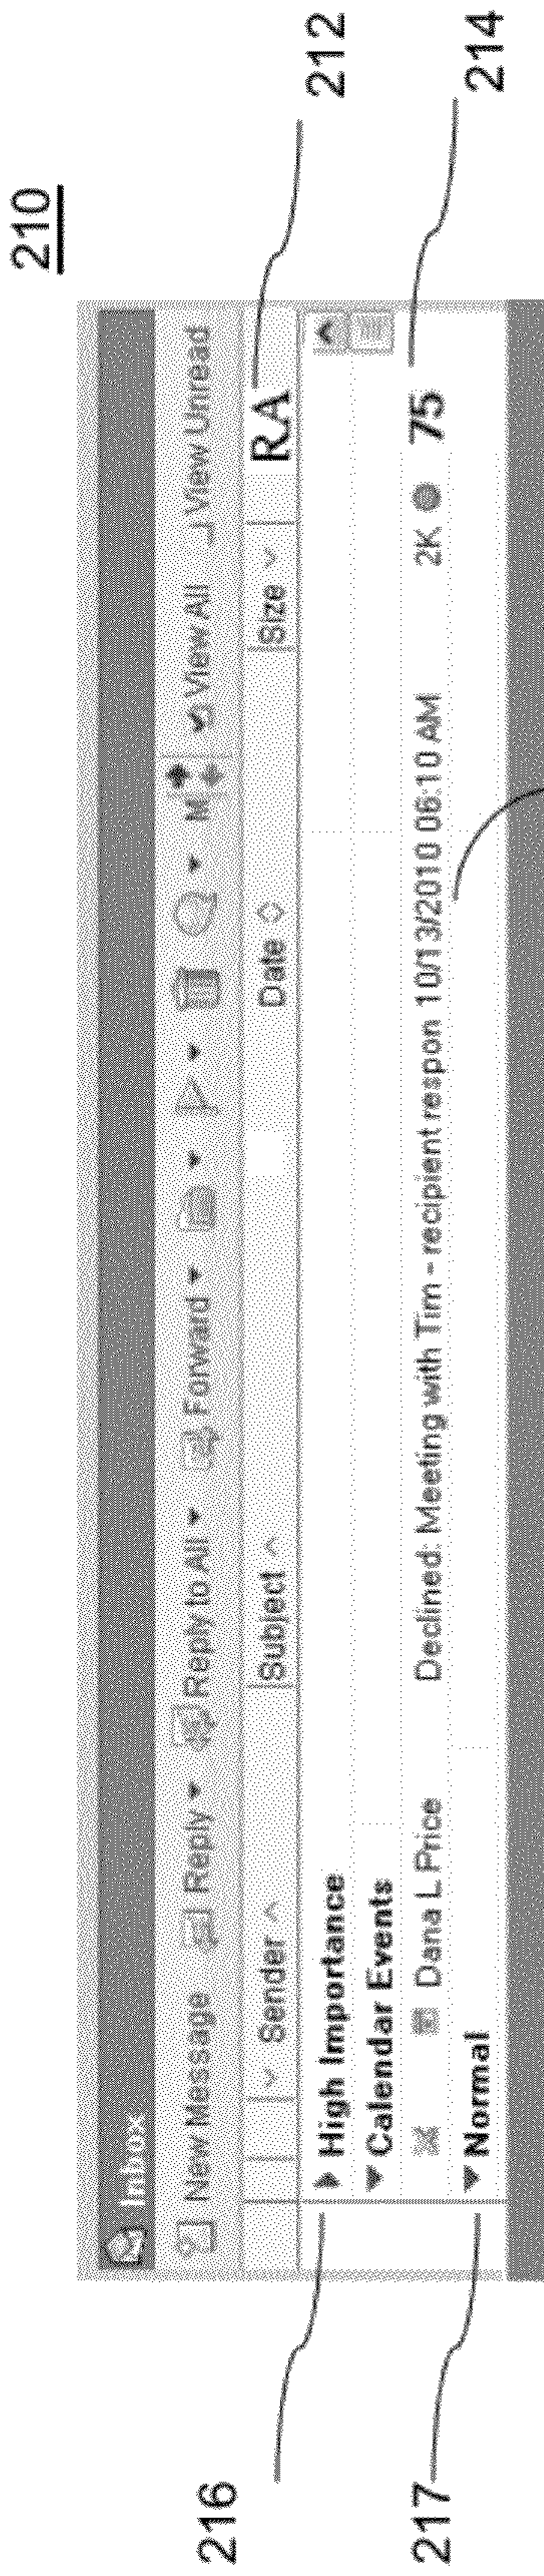 210
Inbox
New Message Reply Reply to All Forward M View All View Unread
Sender Subject Date Size RA
212
216
High Importance
Calendar Events
Dana L Price Declined: Meeting with Tim - recipient respon 10/13/2010 06:10 AM 2K 75
214
217
Normal